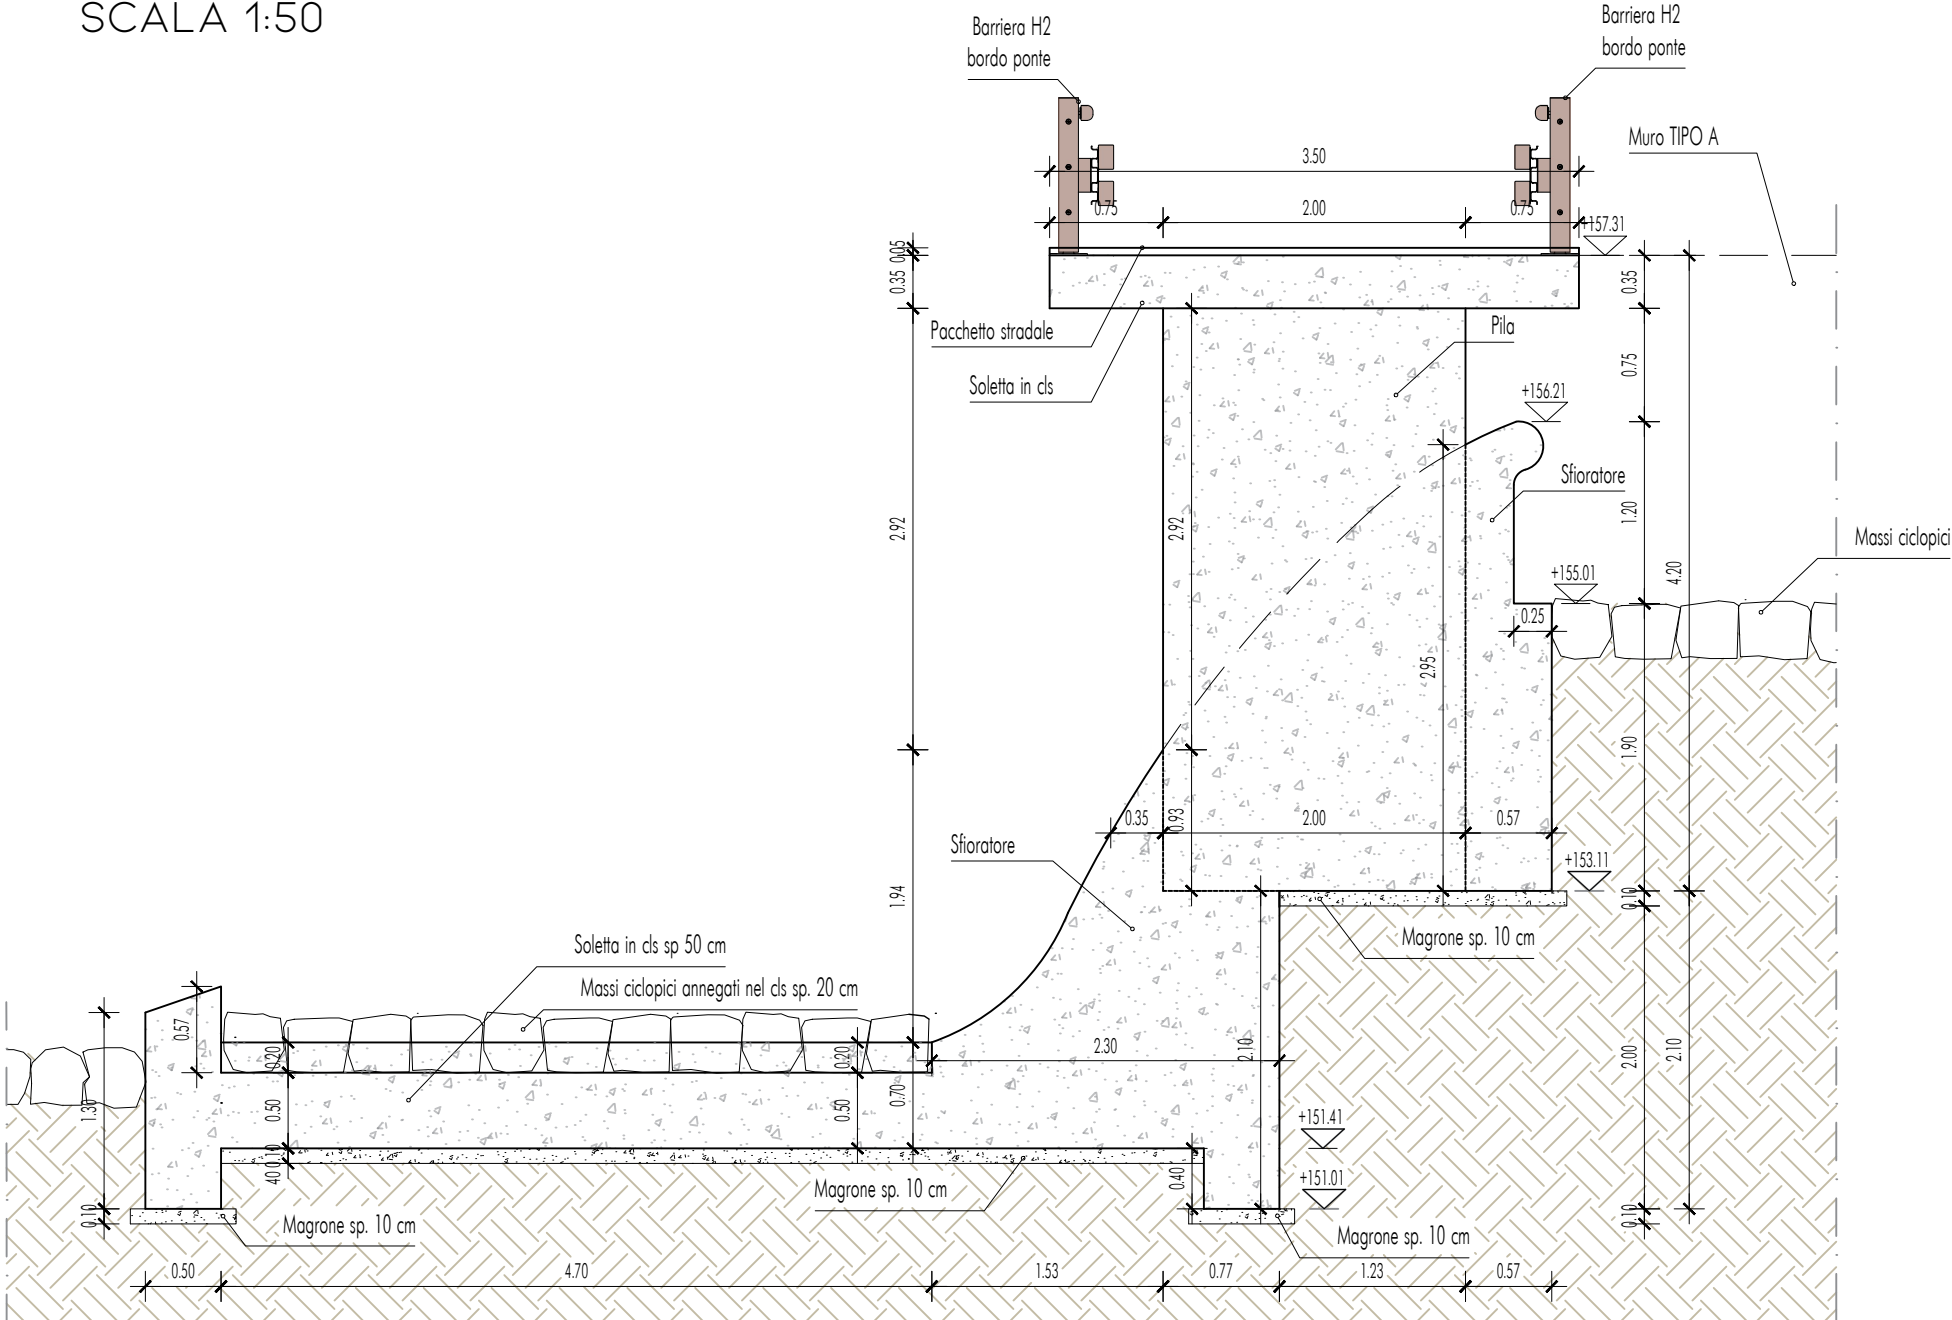 SCALA 1:50
Barriera H2
bordo ponte
Barriera H2
bordo ponte
Muro TIPO A
3.50
0.75
2.00
0.75
+157.31
0.05
0.35
0.35
Pacchetto stradale
Pila
0.75
Soletta in cls
+156.21
Sfioratore
1.20
2.92
2.92
Massi ciclopici
+155.01
4.20
0.25
2.95
1.90
0.35
0.93
2.00
0.57
Sfioratore
+153.11
1.94
0.10
Soletta in cls sp 50 cm
Magrone sp. 10 cm
Massi ciclopici annegati nel cls sp. 20 cm
0.57
0.20
0.20
2.30
2.10
2.00
2.10
1.30
0.50
0.50
0.70
+151.41
40
0.10
0.40
+151.01
Magrone sp. 10 cm
0.10
0.10
Magrone sp. 10 cm
Magrone sp. 10 cm
0.50
4.70
1.53
0.77
1.23
0.57